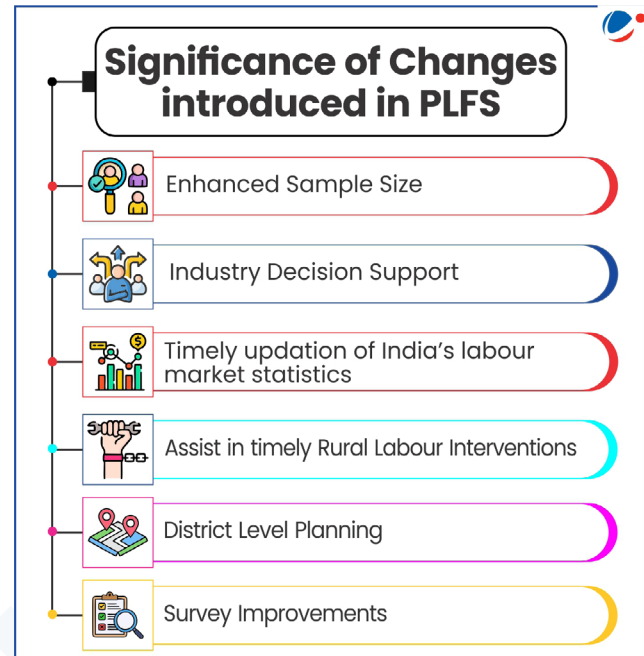 Significance of Changes
introduced in PLFS
Enhanced Sample Size
Industry Decision Support
Timely updation of India's labour
market statistics
Assist in timely Rural Labour Interventions
District Level Planning
Survey Improvements